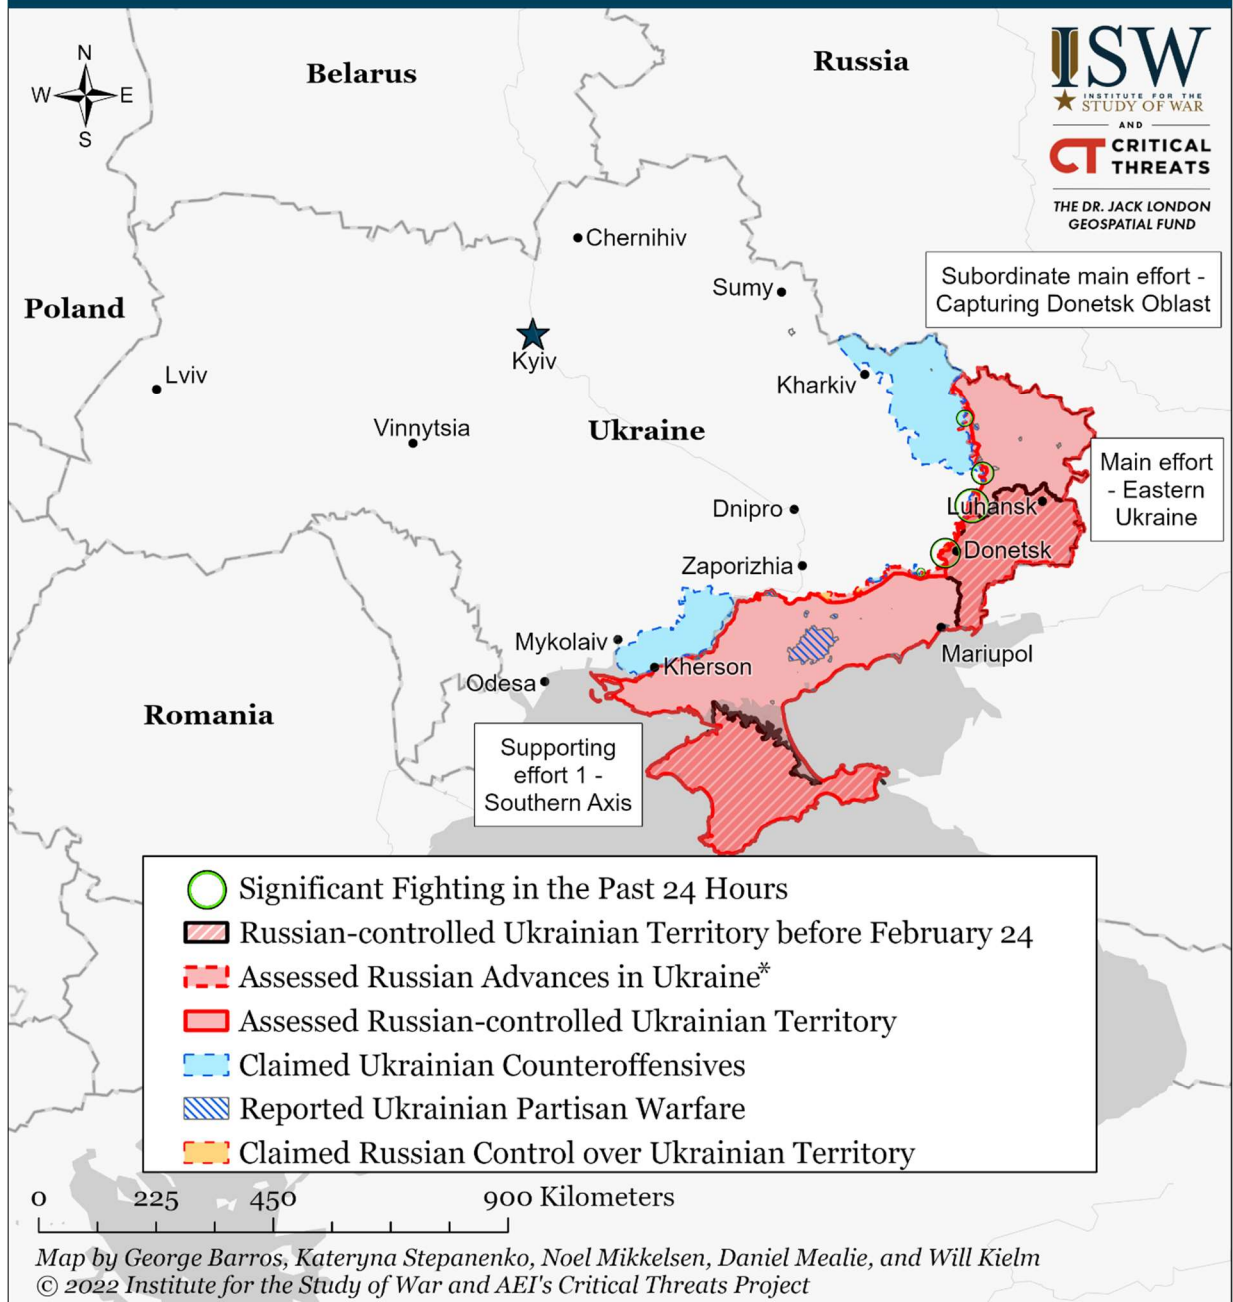 N
W E
S
Belarus
Russia
ISW
INSTITUTE FOR THE
STUDY OF WAR
AND
CT CRITICAL
THREATS
THE DR. JACK LONDON
GEOSPATIAL FUND
Chernihiv
Subordinate main effort -
Capturing Donetsk Oblast
Sumy
Poland
Kyiv
Lviv
Kharkiv
Vinnytsia
Ukraine
Main effort
- Eastern
Ukraine
Luhansk
Dnipro
Donetsk
Zaporizhia
Mykolaiv
Mariupol
Kherson
Odesa
Romania
Supporting
effort 1 -
Southern Axis
Significant Fighting in the Past 24 Hours
Russian-controlled Ukrainian Territory before February 24
Assessed Russian Advances in Ukraine*
Assessed Russian-controlled Ukrainian Territory
Claimed Ukrainian Counteroffensives
Reported Ukrainian Partisan Warfare
Claimed Russian Control over Ukrainian Territory
0 225 450 900 Kilometers
Map by George Barros, Kateryna Stepanenko, Noel Mikkelsen, Daniel Mealie, and Will Kielm
© 2022 Institute for the Study of War and AEI's Critical Threats Project